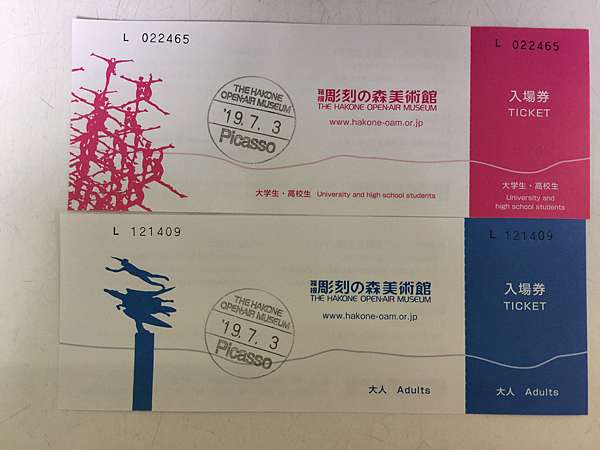 L 022465
L 022465
THE HAKONE
OPEN-AIR MUSEUM
'19.7.3
Picasso
箱根 彫刻の森美術館
THE HAKONE OPEN-AIR MUSEUM
www.hakone-oam.or.jp
入場券
TICKET
大学生・高校生 University and high school students
大学生・高校生
University and
high school students
L 121409
L 121409
THE HAKONE
OPEN-AIR MUSEUM
'19.7.3
Picasso
箱根 彫刻の森美術館
THE HAKONE OPEN-AIR MUSEUM
www.hakone-oam.or.jp
入場券
TICKET
大人 Adults
大人 Adults